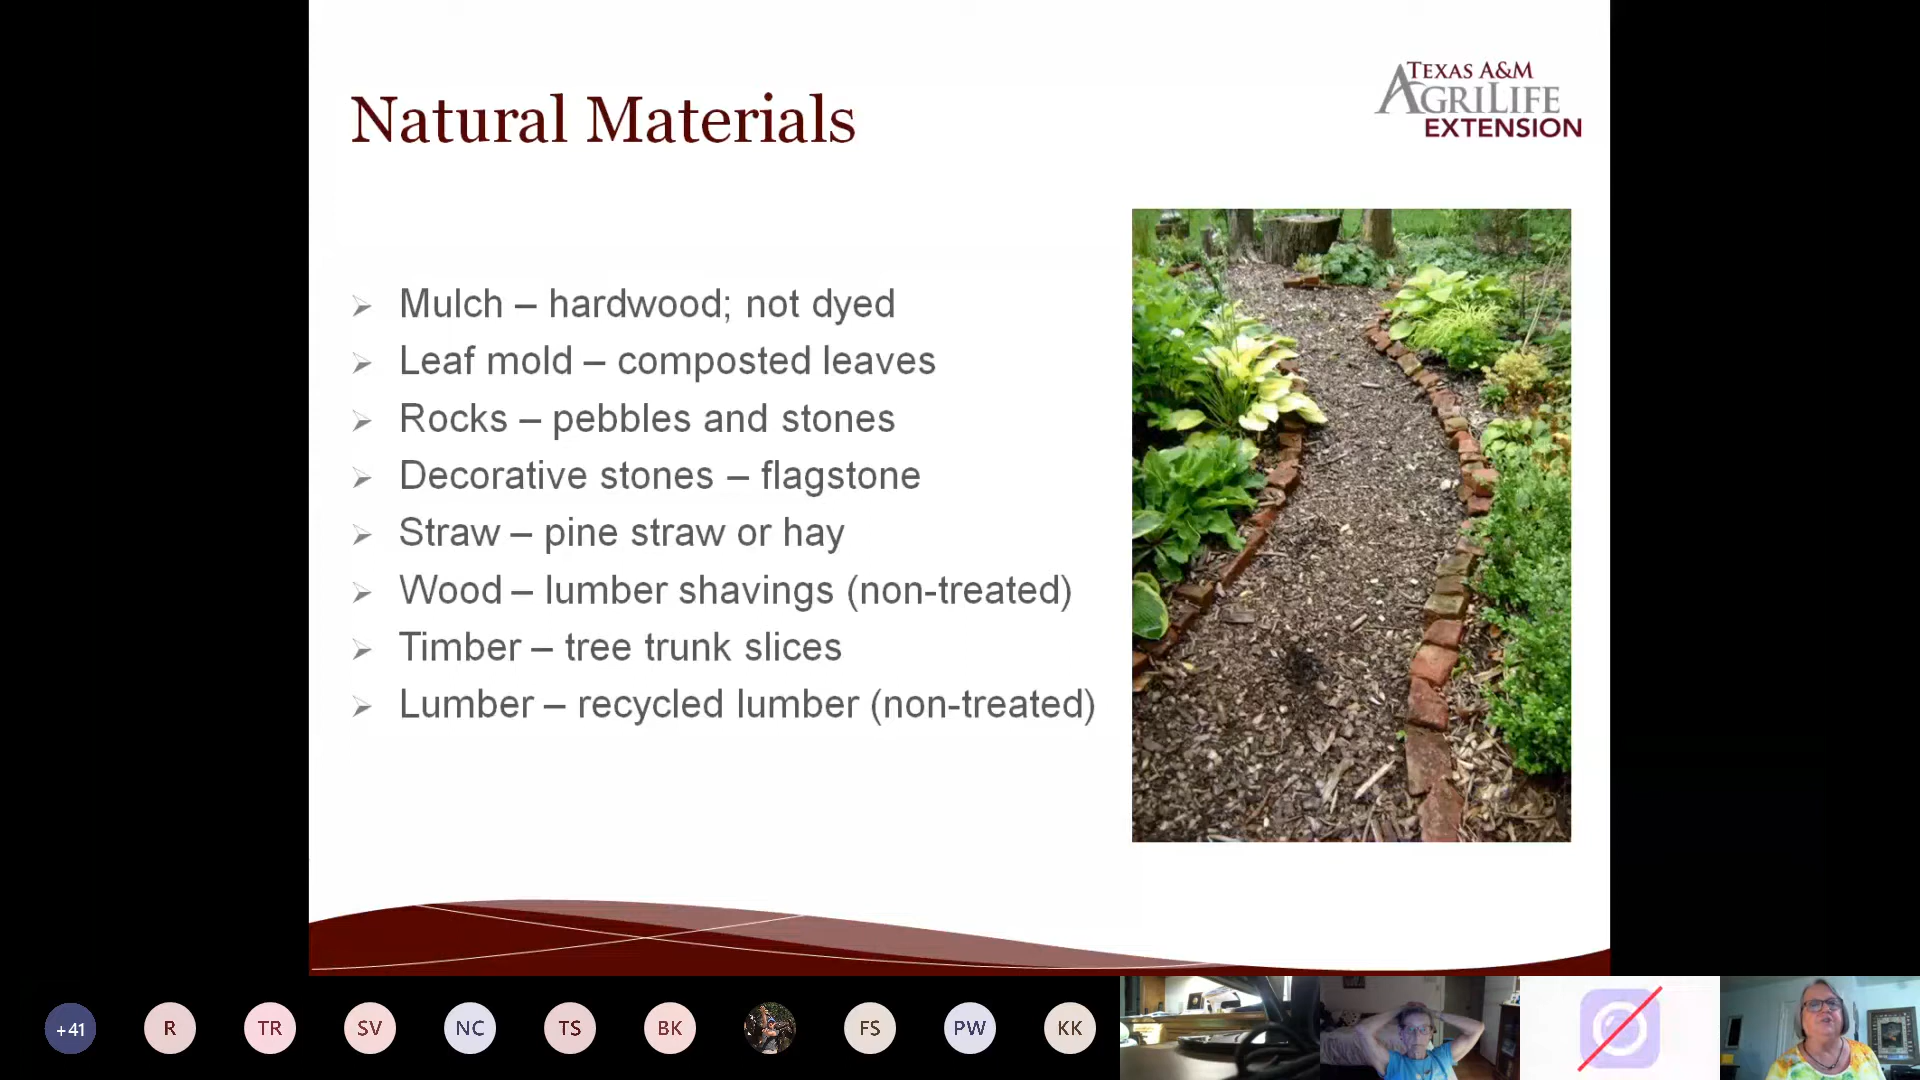 Natural Materials
TEXAS A&M
AGRILIFE
EXTENSION
Mulch – hardwood; not dyed
Leaf mold – composted leaves
Rocks – pebbles and stones
Decorative stones – flagstone
Straw – pine straw or hay
Wood – lumber shavings (non-treated)
Timber – tree trunk slices
Lumber – recycled lumber (non-treated)
+41 R TR SV NC TS BK FS PW KK